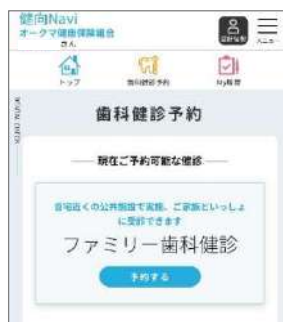 健向Navi
オークマ健康保険組合
さん
メニュー
トップ
歯科健診予約
My履歴
歯科健診予約
現在ご予約可能な健診
自宅近くの公共施設で実施、ご家族といっしょ
に受診できます
ファミリー歯科健診
予約する